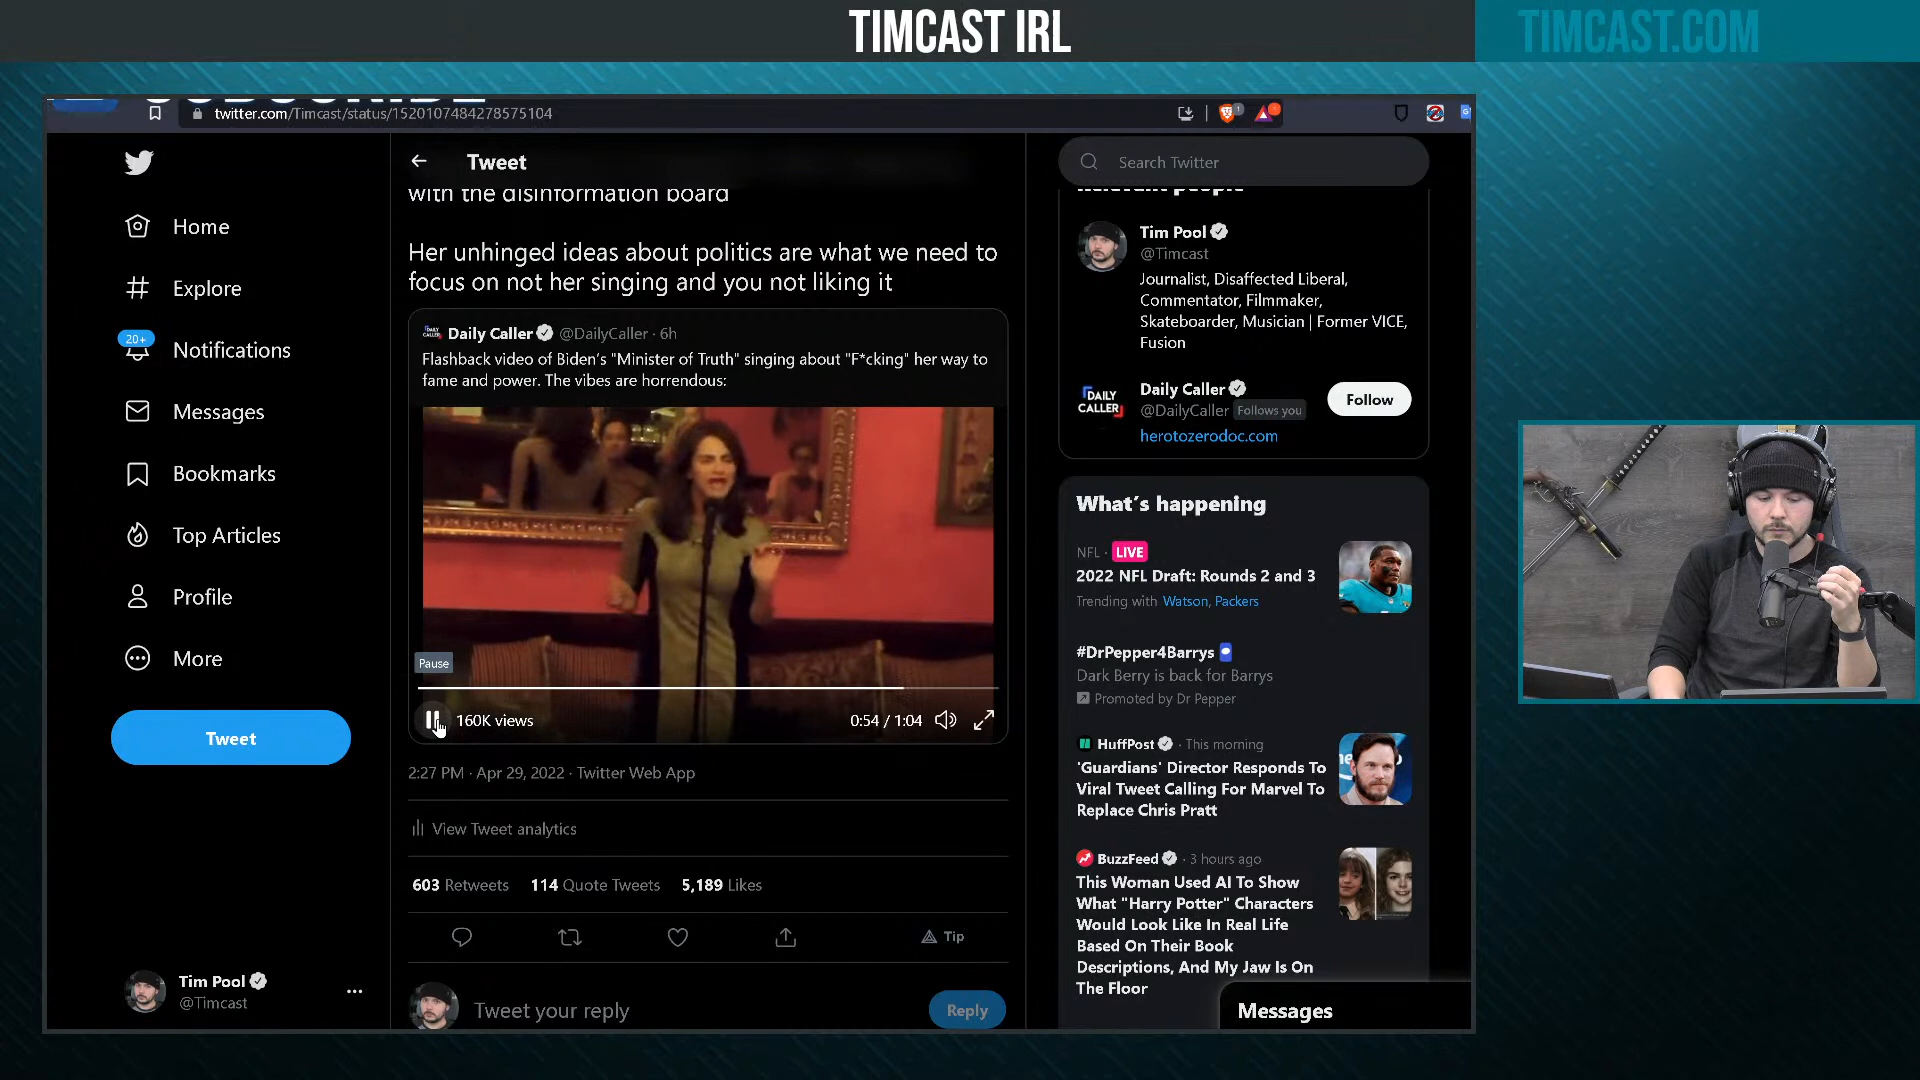 TIMCAST IRL
TIMCAST.COM
twitter.com/Timcast/status/1520107484278575104
1
Tweet
Search Twitter
with the disinformation board
Her unhinged ideas about politics are what we need to
focus on not her singing and you not liking it
Daily Caller @DailyCaller · 6h
Flashback video of Biden's "Minister of Truth" singing about "F*cking" her way to
fame and power. The vibes are horrendous:
Pause
160K views
0:54 / 1:04
2:27 PM · Apr 29, 2022 · Twitter Web App
View Tweet analytics
603 Retweets 114 Quote Tweets 5,189 Likes
Tip
Tweet your reply
Reply
Home
Explore
20+
Notifications
Messages
Bookmarks
Top Articles
Profile
More
Tweet
Tim Pool
@Timcast
Relevant people
Tim Pool
@Timcast
Journalist, Disaffected Liberal,
Commentator, Filmmaker,
Skateboarder, Musician | Former VICE,
Fusion
DAILY
CALLER
Daily Caller
@DailyCaller Follows you
herotozerodoc.com
Follow
What's happening
NFL · LIVE
2022 NFL Draft: Rounds 2 and 3
Trending with Watson, Packers
#DrPepper4Barrys
Dark Berry is back for Barrys
Promoted by Dr Pepper
HuffPost · This morning
'Guardians' Director Responds To
Viral Tweet Calling For Marvel To
Replace Chris Pratt
BuzzFeed · 3 hours ago
This Woman Used AI To Show
What "Harry Potter" Characters
Would Look Like In Real Life
Based On Their Book
Descriptions, And My Jaw Is On
The Floor
Messages